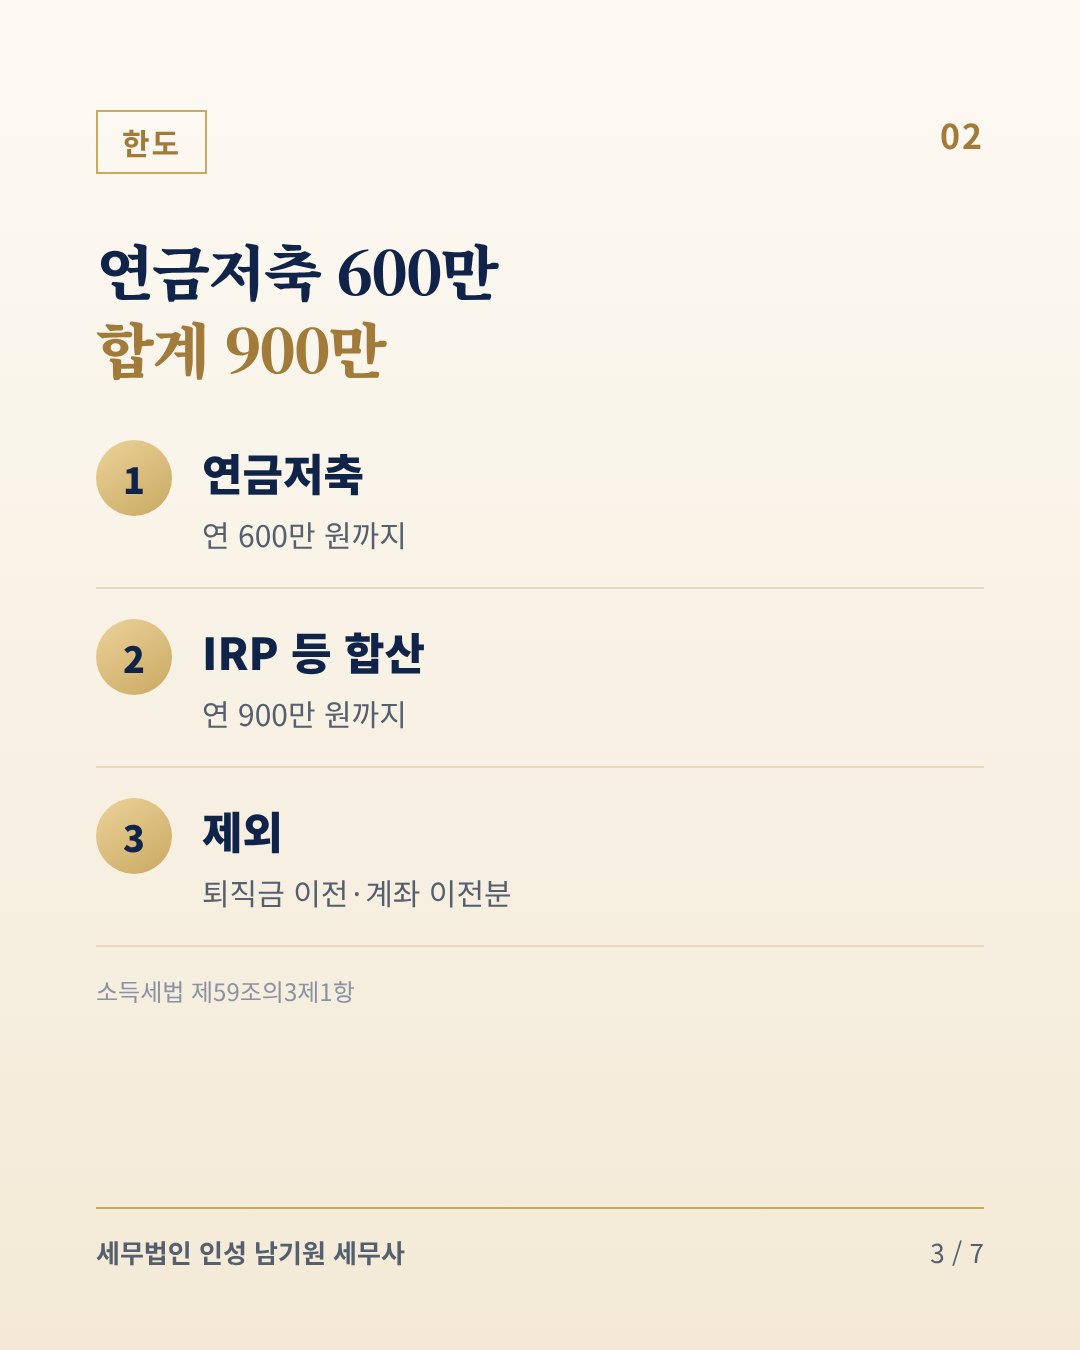 한도
02
연금저축 600만
합계 900만
1
연금저축
연 600만 원까지
2
IRP 등 합산
연 900만 원까지
3
제외
퇴직금 이전·계좌 이전분
소득세법 제59조의3제1항
세무법인 인성 남기원 세무사
3 / 7